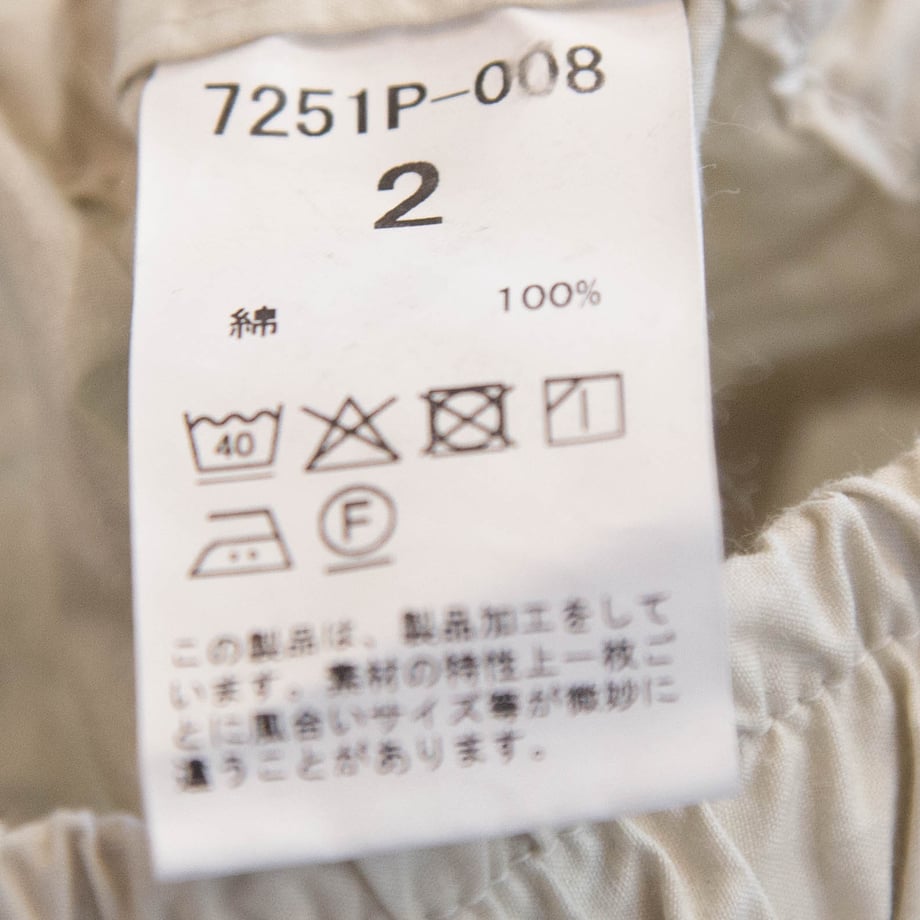 7251P-008
2
綿 100%
40
F
この製品は、製品加工をして
います。素材の特性上一枚ご
とに風合いサイズ等が微妙に
違うことがあります。